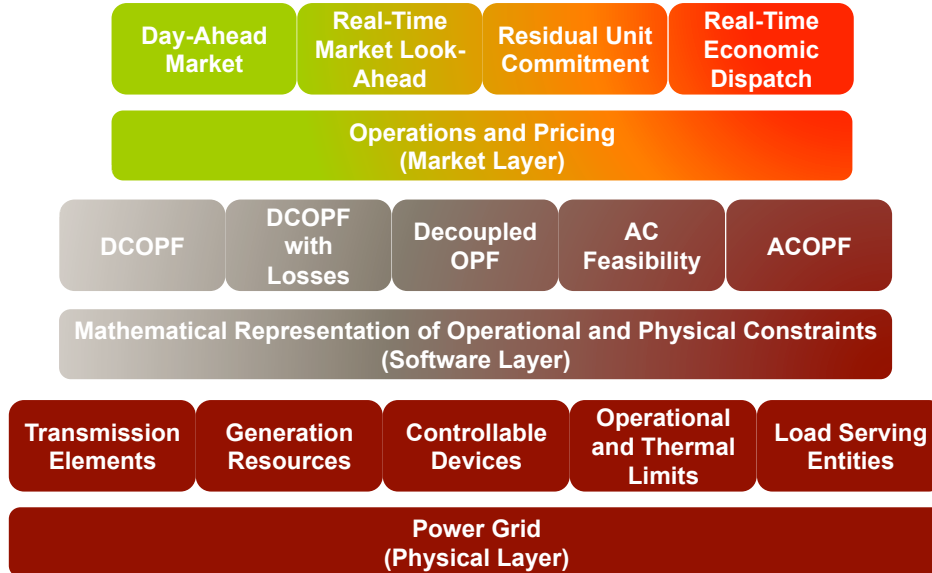 Day-Ahead
Market
Real-Time
Market Look-
Ahead
Residual Unit
Commitment
Real-Time
Economic
Dispatch
Operations and Pricing
(Market Layer)
DCOPF
DCOPF
with
Losses
Decoupled
OPF
AC
Feasibility
ACOPF
Mathematical Representation of Operational and Physical Constraints
(Software Layer)
Transmission
Elements
Generation
Resources
Controllable
Devices
Operational
and Thermal
Limits
Load Serving
Entities
Power Grid
(Physical Layer)